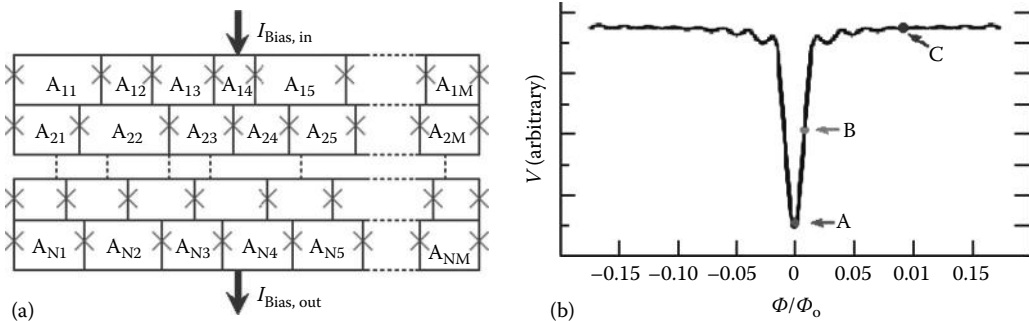 I_Bias, in
A_11 A_12 A_13 A_14 A_15 A_1M
A_21 A_22 A_23 A_24 A_25 A_2M
A_N1 A_N2 A_N3 A_N4 A_N5 A_NM
I_Bias, out
(a)
(b)
V (arbitrary)
C
B
A
−0.15 −0.10 −0.05 0 0.05 0.01 0.15
Φ/Φ_o